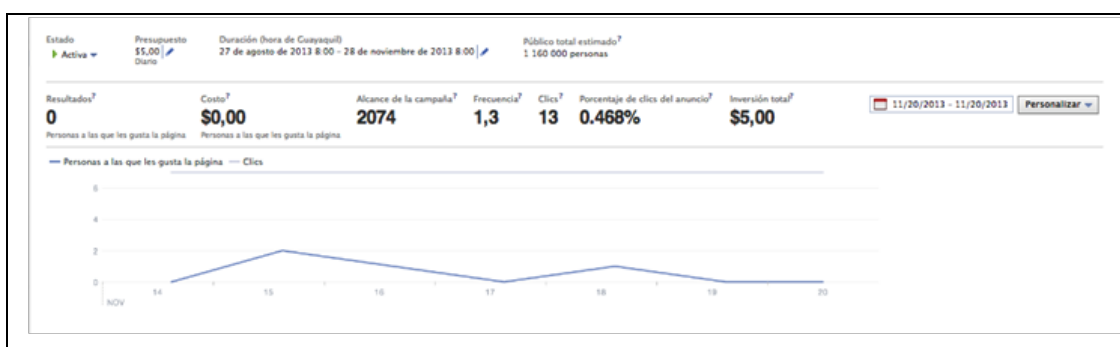 Estado Presupuesto Duración (hora de Guayaquil) Público total estimado?
Activa $5,00 27 de agosto de 2013 8:00 - 28 de noviembre de 2013 8:00 1 160 000 personas
Diario
Resultados? Costo? Alcance de la campaña? Frecuencia? Clics? Porcentaje de clics del anuncio? Inversión total?
0 $0,00 2074 1,3 13 0.468% $5,00 11/20/2013 - 11/20/2013 Personalizar
Personas a las que les gusta la página Personas a las que les gusta la página
Personas a las que les gusta la página Clics
6
4
2
0
14 15 16 17 18 19 20
NOV